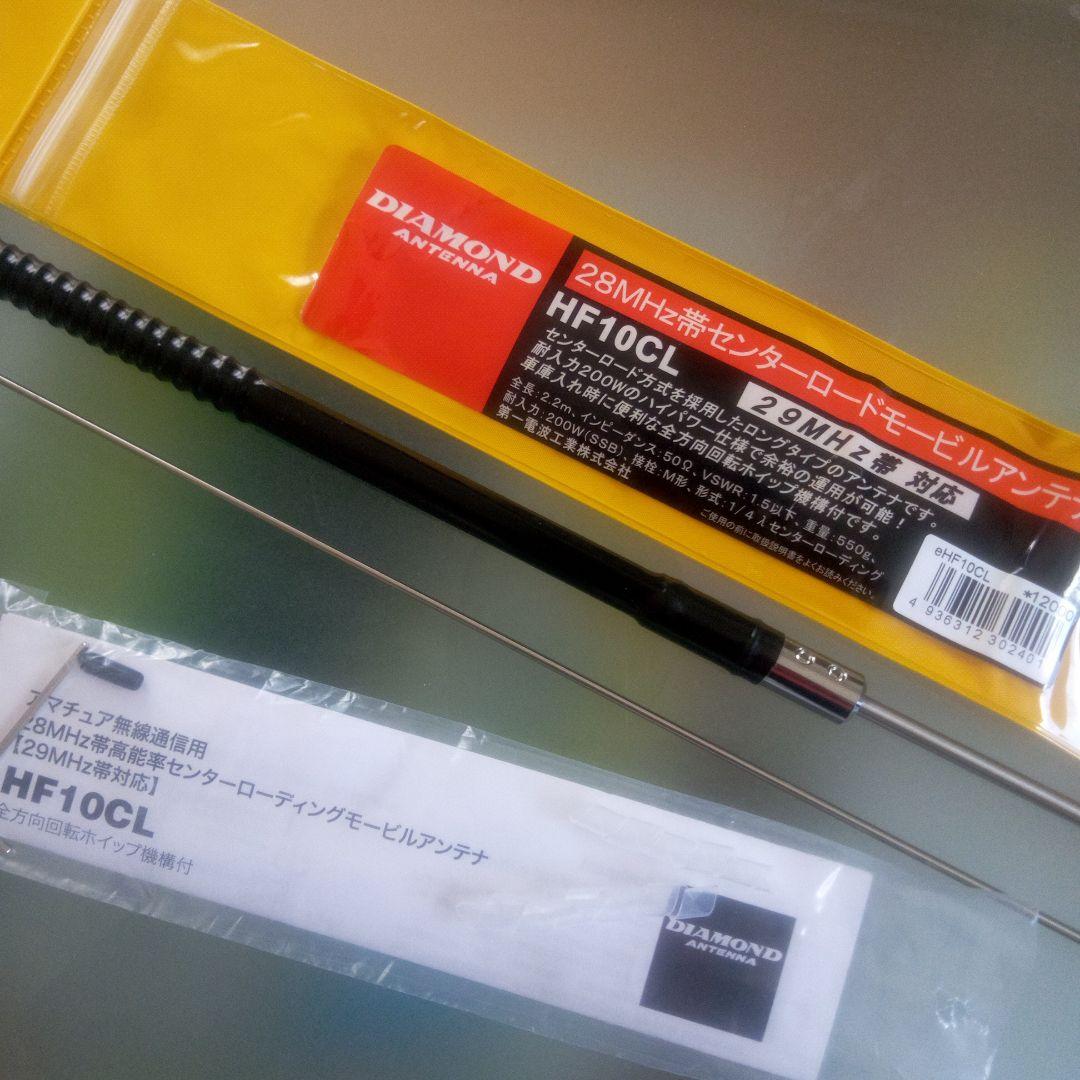 DIAMOND
ANTENNA
28MHz帯センターロードモービルアンテナ
HF10CL
29MHz帯 対応
センターロード方式を採用したロングタイプのアンテナです。
耐入力200Wのハイパワー仕様で余裕の運用が可能！
車庫入れ時に便利な全方向回転ホイップ機構付です。
全長：2.2m、インピーダンス：50Ω、VSWR：1.5以下、重量：550g、
耐入力：200W(SSB)、接栓：M形、形式：1/4λセンターローディング
第一電波工業株式会社
ご使用の前に取扱説明書をよくお読みください。
eHF10CL
*12000
4 936312 302401
アマチュア無線通信用
28MHz帯高能率センターローディングモービルアンテナ
【29MHz帯対応】
HF10CL
全方向回転ホイップ機構付
DIAMOND
ANTENNA